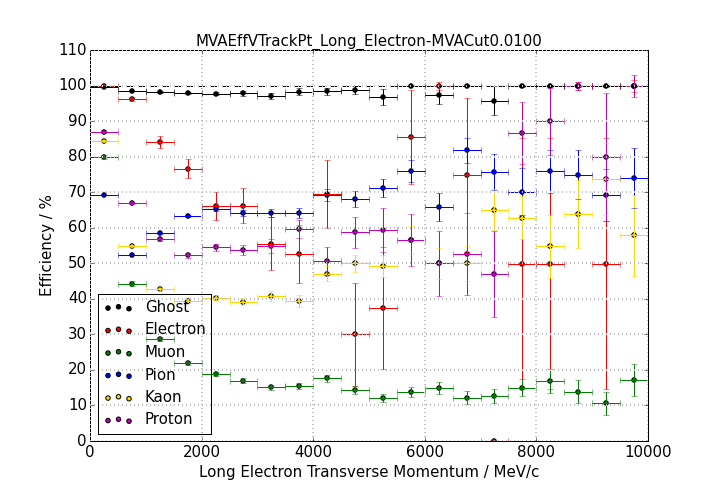 MVAEffVTrackPt_Long_Electron-MVACut0.0100
110
100
90
80
70
60
50
40
30
20
10
0
Efficiency / %
Ghost
Electron
Muon
Pion
Kaon
Proton
0 2000 4000 6000 8000 10000
Long Electron Transverse Momentum / MeV/c